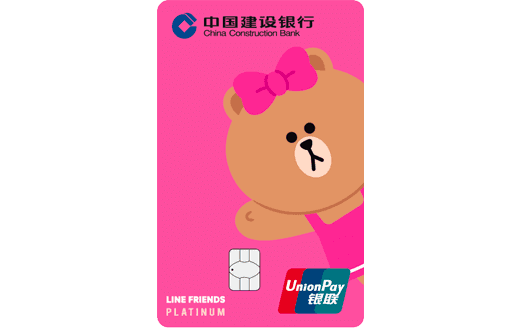 中国建设银行
China Construction Bank
LINE FRIENDS
PLATINUM
UnionPay
银联